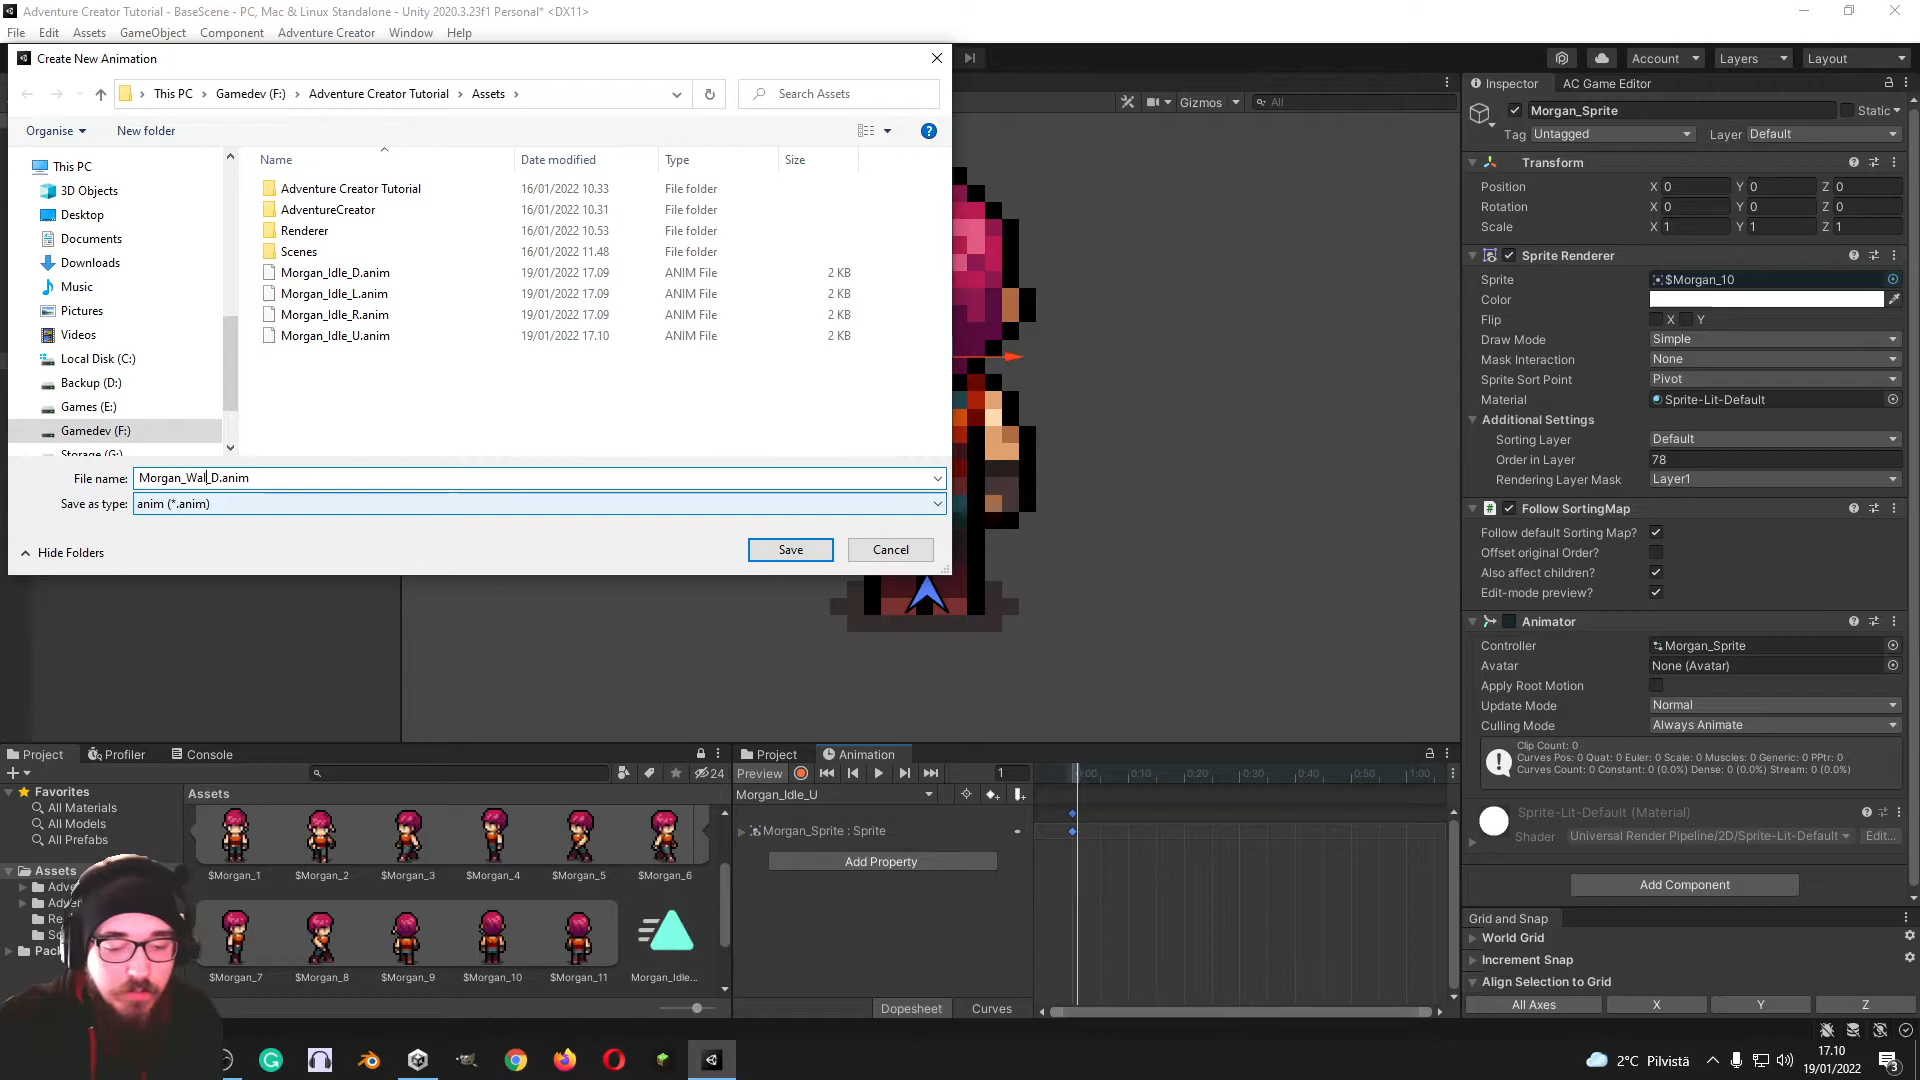 Adventure Creator Tutorial - BaseScene - PC, Mac & Linux Standalone - Unity 2020.3.23f1 Personal* <DX11>
File Edit Assets GameObject Component Adventure Creator Window Help
Create New Animation
This PC > Gamedev (F:) > Adventure Creator Tutorial > Assets >
Search Assets
Organise New folder
This PC
3D Objects
Desktop
Documents
Downloads
Music
Pictures
Videos
Local Disk (C:)
Backup (D:)
Games (E:)
Gamedev (F:)
Storage (G:)
Name Date modified Type Size
Adventure Creator Tutorial 16/01/2022 10.33 File folder
AdventureCreator 16/01/2022 10.31 File folder
Renderer 16/01/2022 10.53 File folder
Scenes 16/01/2022 11.48 File folder
Morgan_Idle_D.anim 19/01/2022 17.09 ANIM File 2 KB
Morgan_Idle_L.anim 19/01/2022 17.09 ANIM File 2 KB
Morgan_Idle_R.anim 19/01/2022 17.09 ANIM File 2 KB
Morgan_Idle_U.anim 19/01/2022 17.10 ANIM File 2 KB
File name: Morgan_Wal_D.anim
Save as type: anim (*.anim)
Hide Folders
Save Cancel
Account Layers Layout
Gizmos All
Inspector AC Game Editor
Morgan_Sprite Static
Tag Untagged Layer Default
Transform
Position X 0 Y 0 Z 0
Rotation X 0 Y 0 Z 0
Scale X 1 Y 1 Z 1
Sprite Renderer
Sprite $Morgan_10
Color
Flip X Y
Draw Mode Simple
Mask Interaction None
Sprite Sort Point Pivot
Material Sprite-Lit-Default
Additional Settings
Sorting Layer Default
Order in Layer 78
Rendering Layer Mask Layer1
Follow SortingMap
Follow default Sorting Map?
Offset original Order?
Also affect children?
Edit-mode preview?
Animator
Controller Morgan_Sprite
Avatar None (Avatar)
Apply Root Motion
Update Mode Normal
Culling Mode Always Animate
Clip Count: 0
Curves Pos: 0 Quat: 0 Euler: 0 Scale: 0 Muscles: 0 Generic: 0 PPtr: 0
Curves Count: 0 Constant: 0 (0.0%) Dense: 0 (0.0%) Stream: 0 (0.0%)
Sprite-Lit-Default (Material)
Shader Universal Render Pipeline/2D/Sprite-Lit-Default Edit...
Add Component
Grid and Snap
World Grid
Increment Snap
Align Selection to Grid
All Axes X Y Z
Project Profiler Console
24
Favorites
All Materials
All Models
All Prefabs
Assets
Assets
$Morgan_1 $Morgan_2 $Morgan_3 $Morgan_4 $Morgan_5 $Morgan_6
$Morgan_7 $Morgan_8 $Morgan_9 $Morgan_10 $Morgan_11 Morgan_Idle...
Project Animation
Preview 1
0:00 0:10 0:20 0:30 0:40 0:50 1:00
Morgan_Idle_U
Morgan_Sprite : Sprite
Add Property
Dopesheet Curves
2°C Pilvistä
17.10
19/01/2022
3